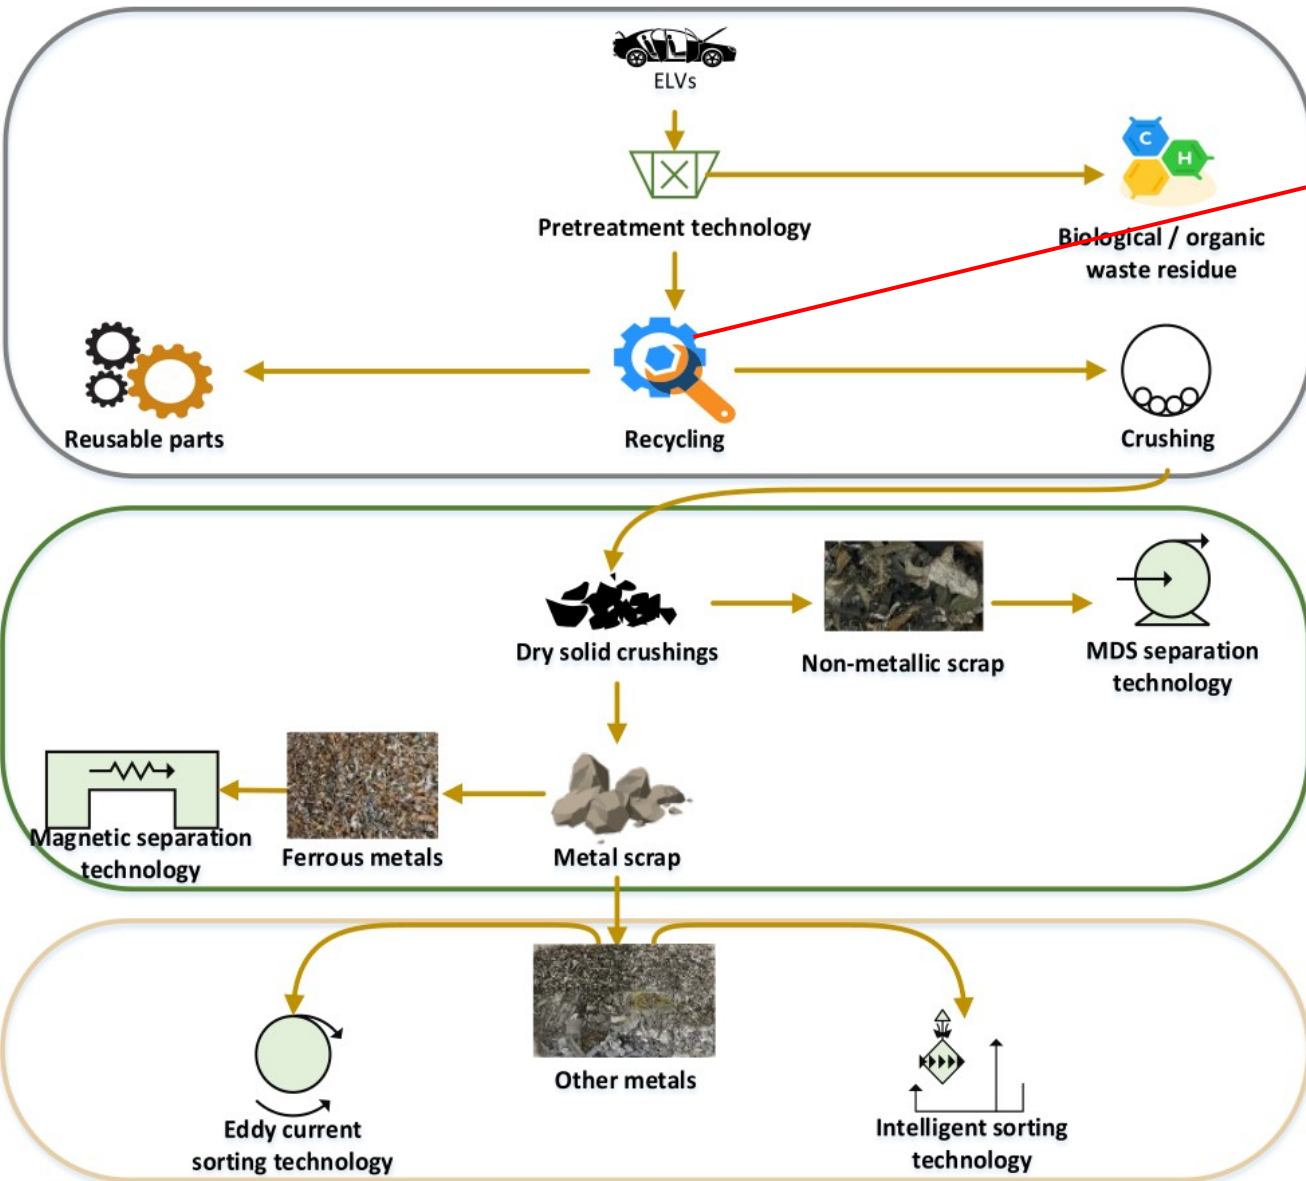 ELVs
C
H
Pretreatment technology
Biological / organic
waste residue
Reusable parts
Recycling
Crushing
Dry solid crushings
Non-metallic scrap
MDS separation
technology
Magnetic separation
technology
Ferrous metals
Metal scrap
Other metals
Eddy current
sorting technology
Intelligent sorting
technology